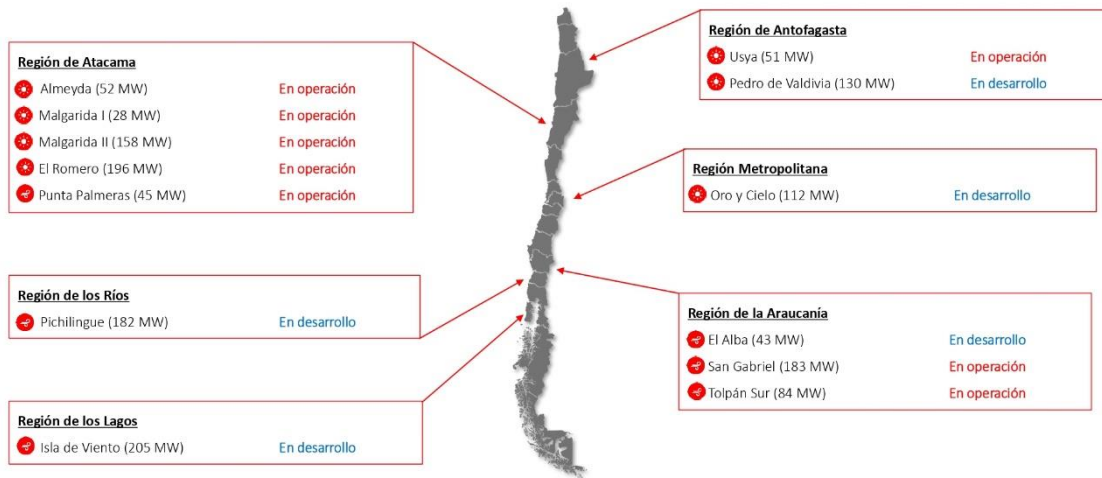 Región de Atacama
Almeyda (52 MW) En operación
Malgarida I (28 MW) En operación
Malgarida II (158 MW) En operación
El Romero (196 MW) En operación
Punta Palmeras (45 MW) En operación
Región de Antofagasta
Usya (51 MW) En operación
Pedro de Valdivia (130 MW) En desarrollo
Región Metropolitana
Oro y Cielo (112 MW) En desarrollo
Región de los Ríos
Pichilingue (182 MW) En desarrollo
Región de la Araucanía
El Alba (43 MW) En desarrollo
San Gabriel (183 MW) En operación
Tolpán Sur (84 MW) En operación
Región de los Lagos
Isla de Viento (205 MW) En desarrollo